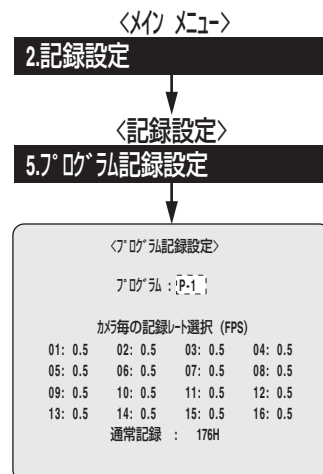 〈メイン メニュー〉
2.記録設定
〈記録設定〉
5.プログラム記録設定
〈プログラム記録設定〉
プログラム : P-1
カメラ毎の記録レート選択 (FPS)
01: 0.5 02: 0.5 03: 0.5 04: 0.5
05: 0.5 06: 0.5 07: 0.5 08: 0.5
09: 0.5 10: 0.5 11: 0.5 12: 0.5
13: 0.5 14: 0.5 15: 0.5 16: 0.5
通常記録 : 176H